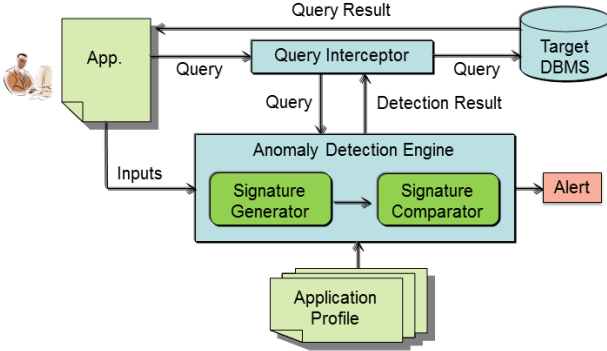 Query Result
App.
Query
Query Interceptor
Query
Target
DBMS
Query
Detection Result
Inputs
Anomaly Detection Engine
Signature
Generator
Signature
Comparator
Alert
Application
Profile